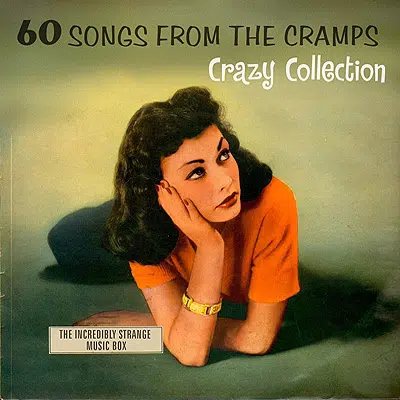 60 SONGS FROM THE CRAMPS
Crazy Collection
THE INCREDIBLY STRANGE
MUSIC BOX